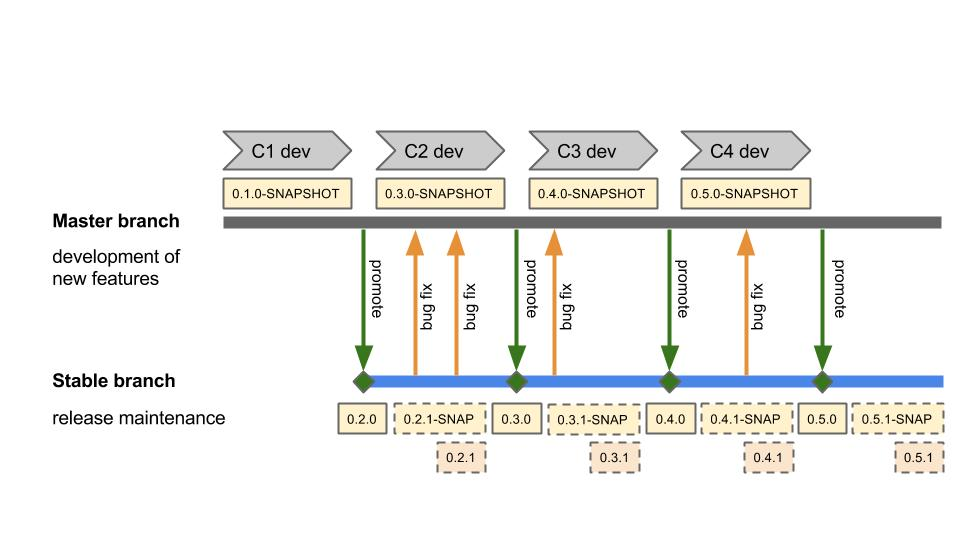 C1 dev
C2 dev
C3 dev
C4 dev
0.1.0-SNAPSHOT
0.3.0-SNAPSHOT
0.4.0-SNAPSHOT
0.5.0-SNAPSHOT
Master branch
development of
new features
promote
bug fix
bug fix
promote
bug fix
promote
bug fix
promote
Stable branch
release maintenance
0.2.0
0.2.1-SNAP
0.3.0
0.3.1-SNAP
0.4.0
0.4.1-SNAP
0.5.0
0.5.1-SNAP
0.2.1
0.3.1
0.4.1
0.5.1